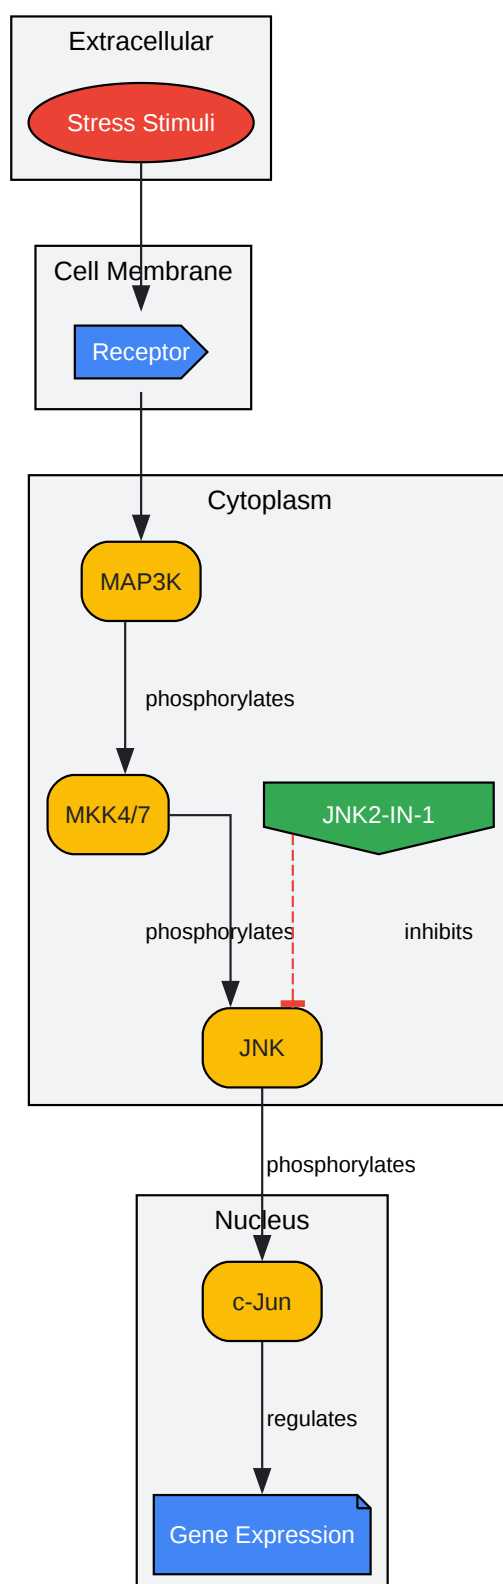 Extracellular
Stress Stimuli
Cell Membrane
Receptor
Cytoplasm
MAP3K
phosphorylates
MKK4/7
JNK2-IN-1
phosphorylates
inhibits
JNK
phosphorylates
Nucleus
c-Jun
regulates
Gene Expression